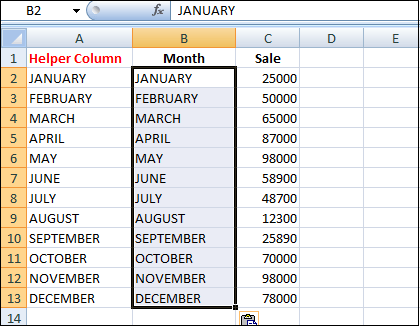 B2 JANUARY
A B C D E
1 Helper Column Month Sale
2 JANUARY JANUARY 25000
3 FEBRUARY FEBRUARY 50000
4 MARCH MARCH 65000
5 APRIL APRIL 87000
6 MAY MAY 98000
7 JUNE JUNE 58900
8 JULY JULY 48700
9 AUGUST AUGUST 12300
10 SEPTEMBER SEPTEMBER 25890
11 OCTOBER OCTOBER 70000
12 NOVEMBER NOVEMBER 98000
13 DECEMBER DECEMBER 78000
14